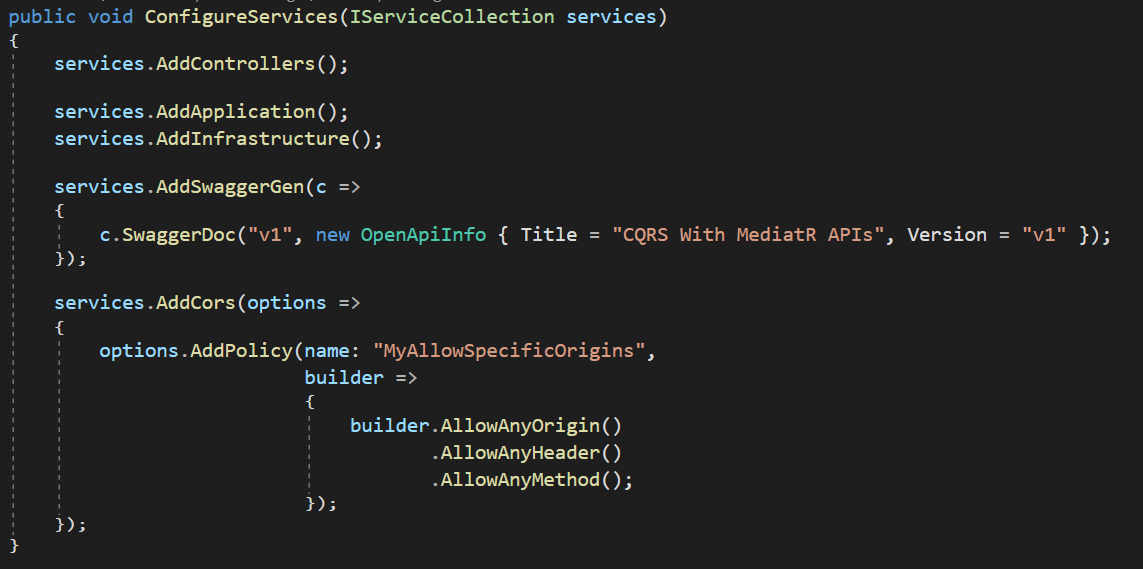 public void ConfigureServices(IServiceCollection services)
{
    services.AddControllers();

    services.AddApplication();
    services.AddInfrastructure();

    services.AddSwaggerGen(c =>
    {
        c.SwaggerDoc("v1", new OpenApiInfo { Title = "CQRS With MediatR APIs", Version = "v1" });
    });

    services.AddCors(options =>
    {
        options.AddPolicy(name: "MyAllowSpecificOrigins",
                          builder =>
                          {
                              builder.AllowAnyOrigin()
                                     .AllowAnyHeader()
                                     .AllowAnyMethod();
                          });
    });
}